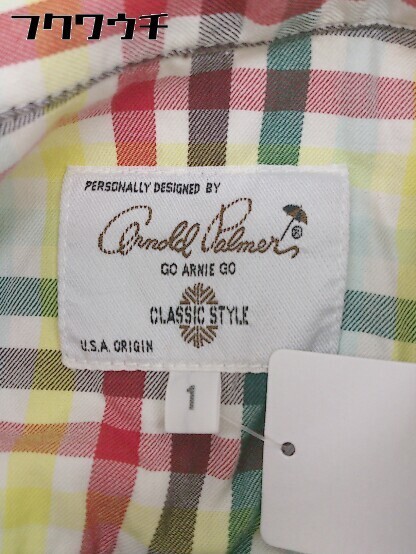 フクワウチ
PERSONALLY DESIGNED BY
Arnold Palmer ®
GO ARNIE GO
CLASSIC STYLE
U.S.A. ORIGIN
1